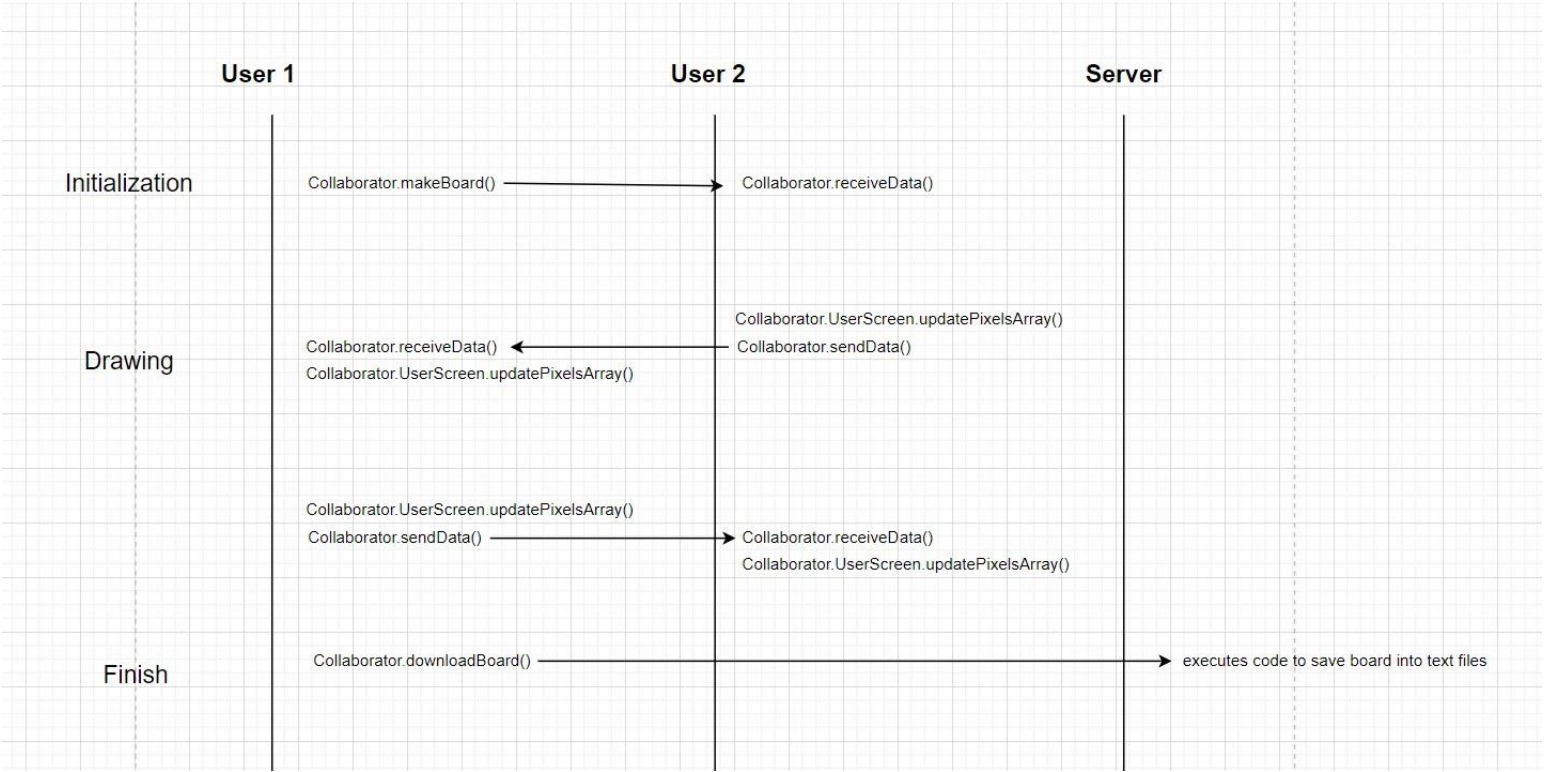 User 1
User 2
Server
Initialization
Collaborator.makeBoard()
Collaborator.receiveData()
Drawing
Collaborator.UserScreen.updatePixelsArray()
Collaborator.receiveData()
Collaborator.sendData()
Collaborator.UserScreen.updatePixelsArray()
Collaborator.UserScreen.updatePixelsArray()
Collaborator.sendData()
Collaborator.receiveData()
Collaborator.UserScreen.updatePixelsArray()
Finish
Collaborator.downloadBoard()
executes code to save board into text files